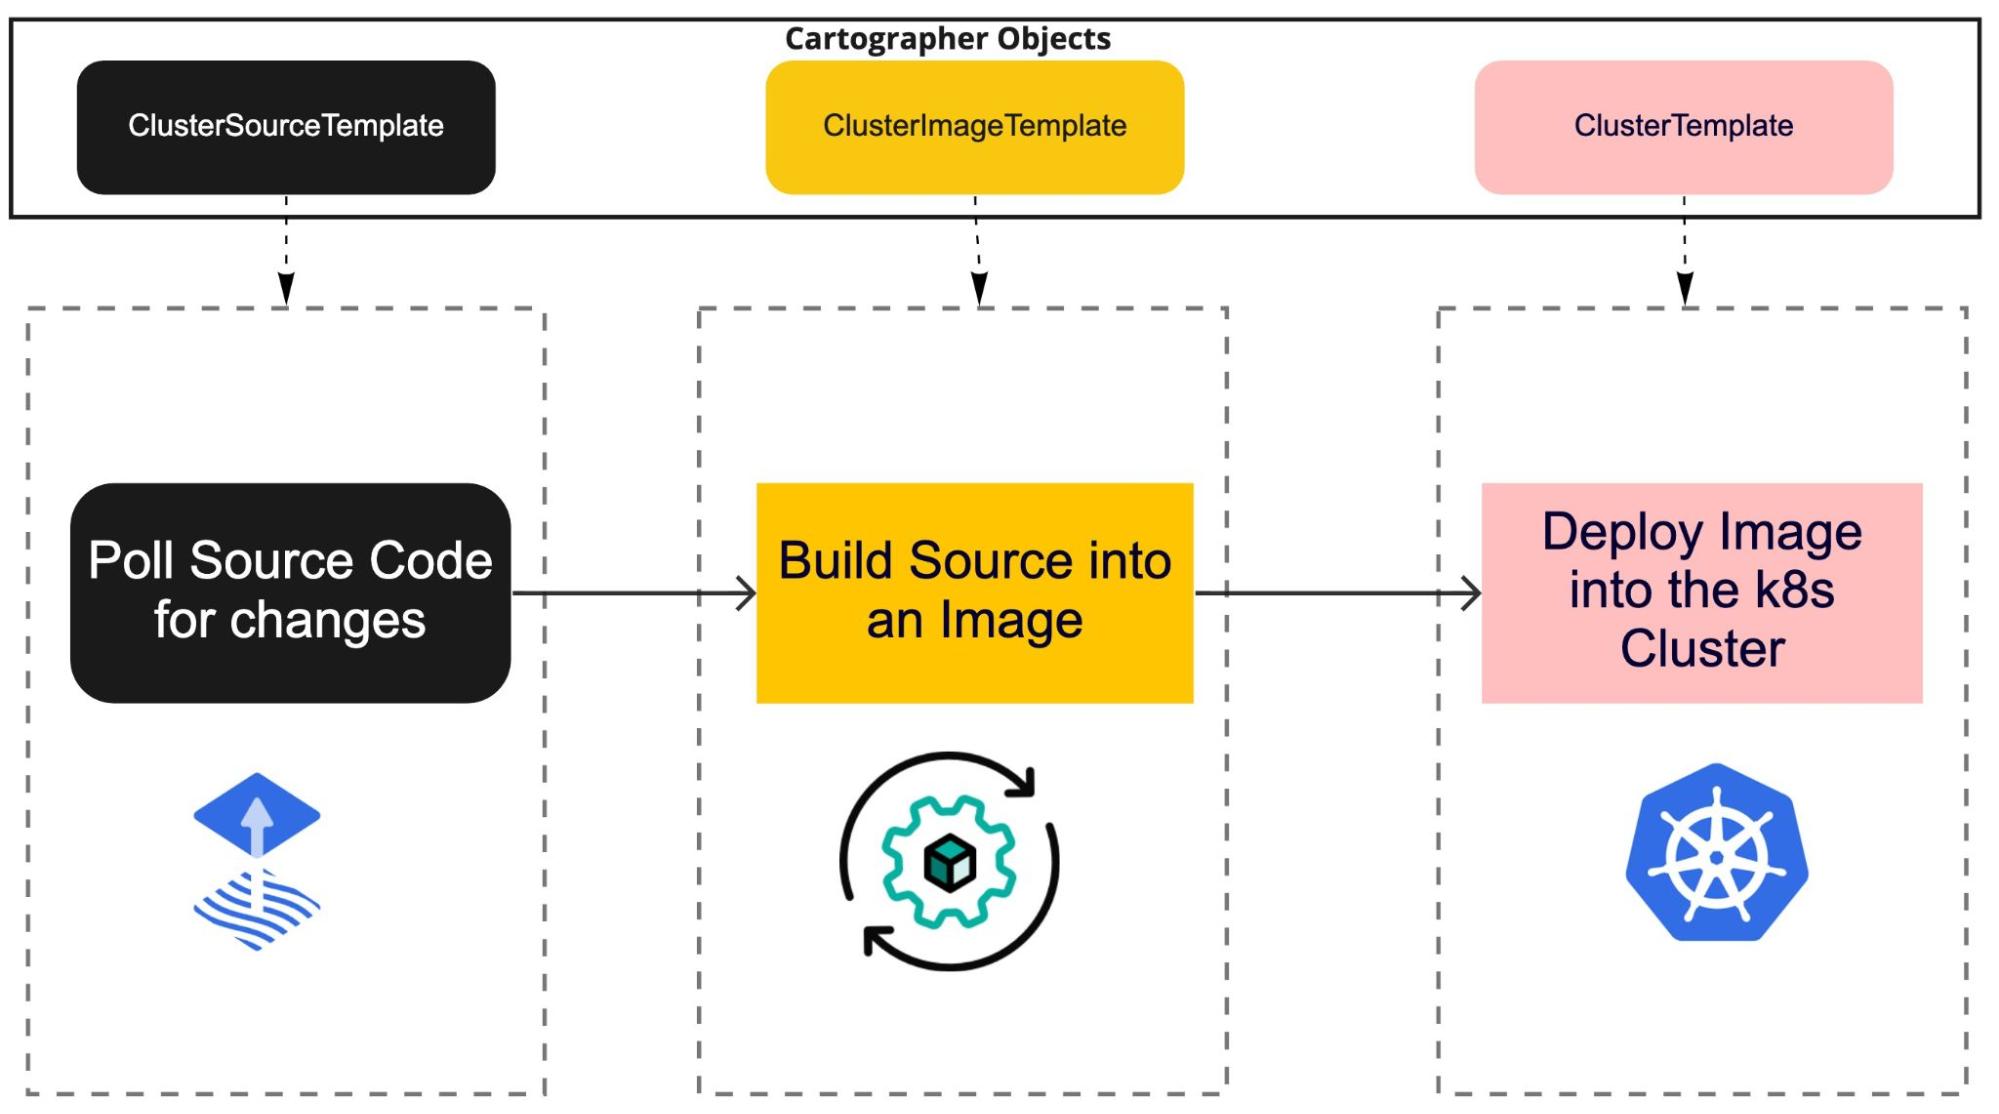 Cartographer Objects
ClusterSourceTemplate
ClusterImageTemplate
ClusterTemplate
Poll Source Code
for changes
Build Source into
an Image
Deploy Image
into the k8s
Cluster